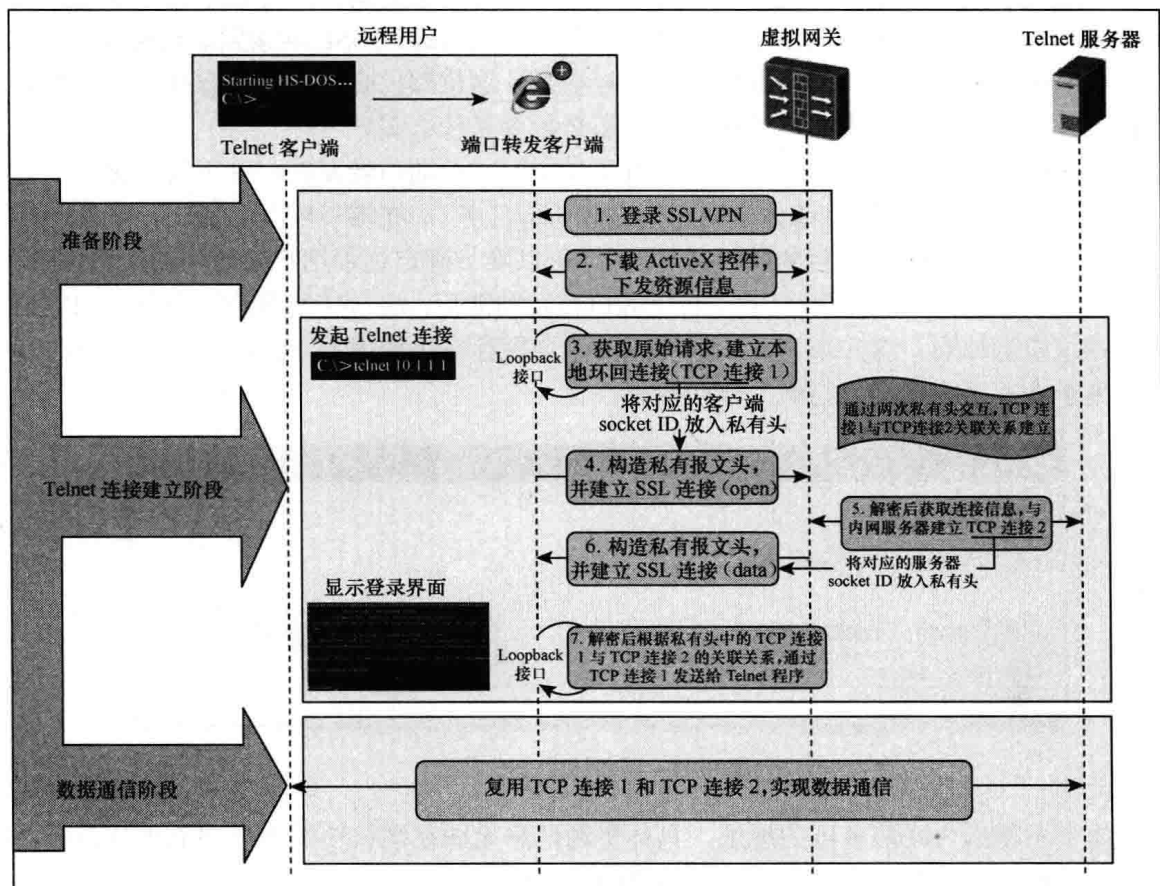 远程用户
虚拟网关
Telnet 服务器
Starting HS-DOS...
C:\>
Telnet 客户端
端口转发客户端
准备阶段
1. 登录 SSLVPN
2. 下载 ActiveX 控件,
下发资源信息
Telnet 连接建立阶段
发起 Telnet 连接
C:\>telnet 10.1.1.1
Loopback
接口
3. 获取原始请求,建立本
地环回连接(TCP 连接 1)
将对应的客户端
socket ID 放入私有头
通过两次私有头交互,TCP 连
接1与TCP连接2关联关系建立
4. 构造私有报文头,
并建立 SSL 连接(open)
5. 解密后获取连接信息,与
内网服务器建立 TCP 连接 2
将对应的服务器
socket ID 放入私有头
6. 构造私有报文头,
并建立 SSL 连接(data)
显示登录界面
Loopback
接口
7. 解密后根据私有头中的 TCP 连接
1 与 TCP 连接 2 的关联关系,通过
TCP 连接 1 发送给 Telnet 程序
数据通信阶段
复用 TCP 连接 1 和 TCP 连接 2,实现数据通信